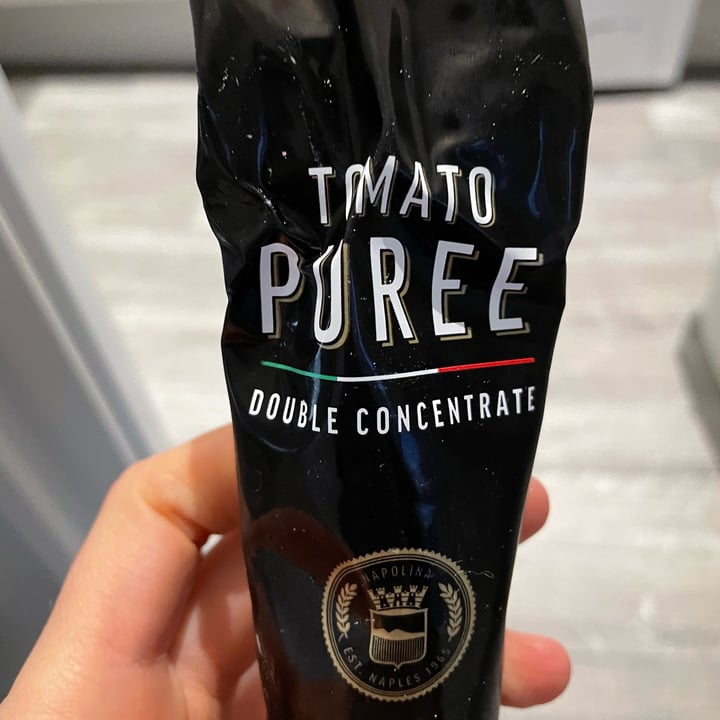 TOMATO
PUREE
DOUBLE CONCENTRATE
NAPOLINA
EST. NAPLES 1965